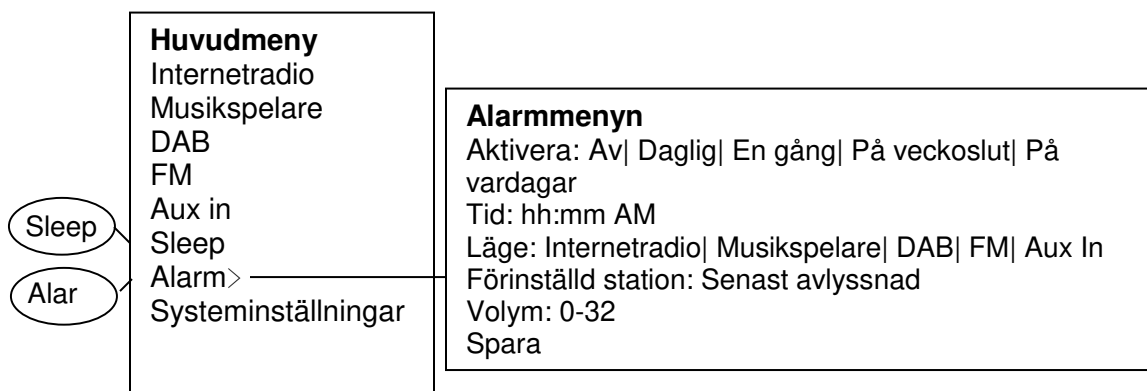 Huvudmeny
Internetradio
Musikspelare
DAB
FM
Aux in
Sleep
Alarm>
Systeminställningar
Sleep
Alar
Alarmmenyn
Aktivera: Av| Daglig| En gång| På veckoslut| På
vardagar
Tid: hh:mm AM
Läge: Internetradio| Musikspelare| DAB| FM| Aux In
Förinställd station: Senast avlyssnad
Volym: 0-32
Spara